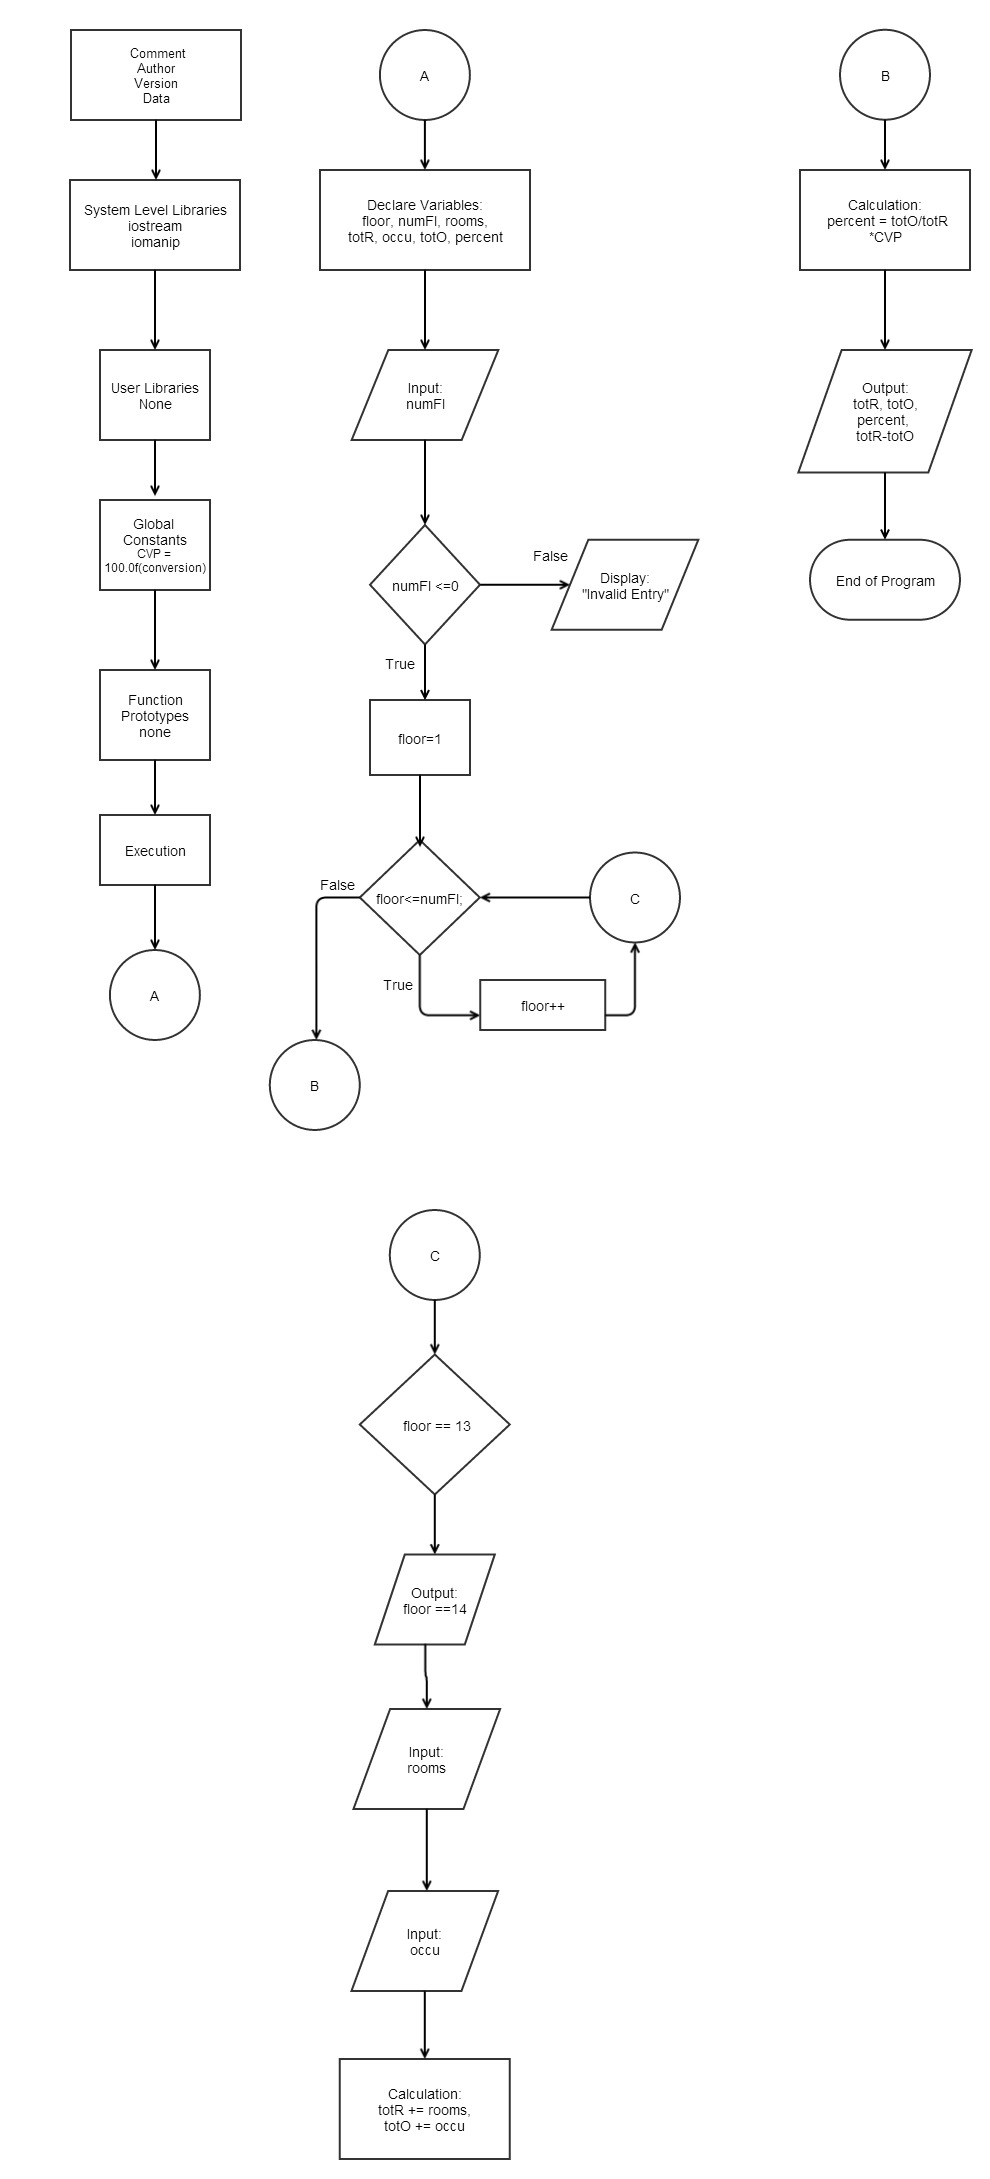 Comment
Author
Version
Data
System Level Libraries
iostream
iomanip
User Libraries
None
Global
Constants
CVP =
100.0f(conversion)
Function
Prototypes
none
Execution
A
A
Declare Variables:
floor, numFl, rooms,
totR, occu, totO, percent
Input:
numFl
numFl <=0
False
Display:
"Invalid Entry"
True
floor=1
floor<=numFl;
False
C
True
floor++
B
B
Calculation:
percent = totO/totR
*CVP
Output:
totR, totO,
percent,
totR-totO
End of Program
C
floor == 13
Output:
floor ==14
Input:
rooms
Input:
occu
Calculation:
totR += rooms,
totO += occu